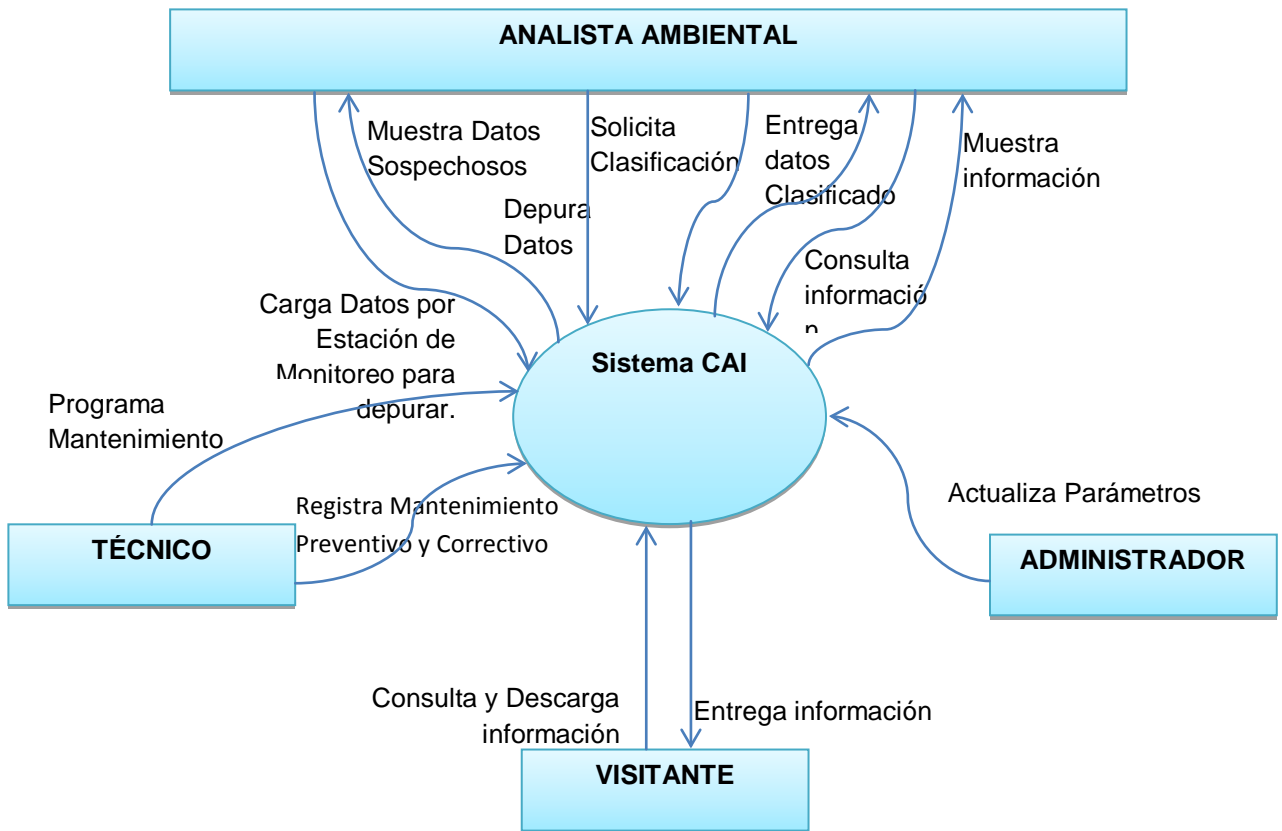 ANALISTA AMBIENTAL
Muestra Datos
Sospechosos
Solicita
Clasificación
Entrega
datos
Clasificado
Muestra
información
Depura
Datos
Consulta
informació
n
Carga Datos por
Estación de
Monitoreo para
depurar.
Sistema CAI
Programa
Mantenimiento
Registra Mantenimiento
Preventivo y Correctivo
TÉCNICO
Actualiza Parámetros
ADMINISTRADOR
Consulta y Descarga
información
Entrega información
VISITANTE